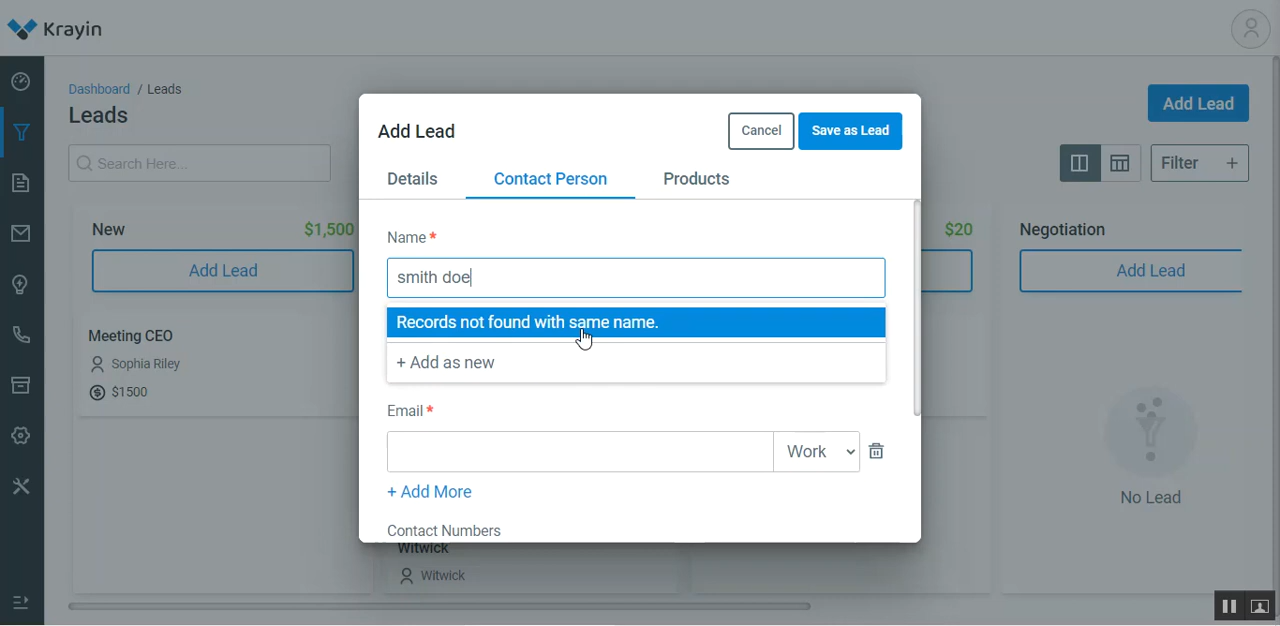 Krayin
Dashboard / Leads
Leads
Add Lead
Search Here...
Filter +
New $1,500
Add Lead
Meeting CEO
Sophia Riley
$1500
Add Lead
Cancel
Save as Lead
Details
Contact Person
Products
Name *
smith doe
Records not found with same name.
+ Add as new
Email *
Work
+ Add More
Contact Numbers
Witwick
Witwick
$20
Negotiation
Add Lead
No Lead